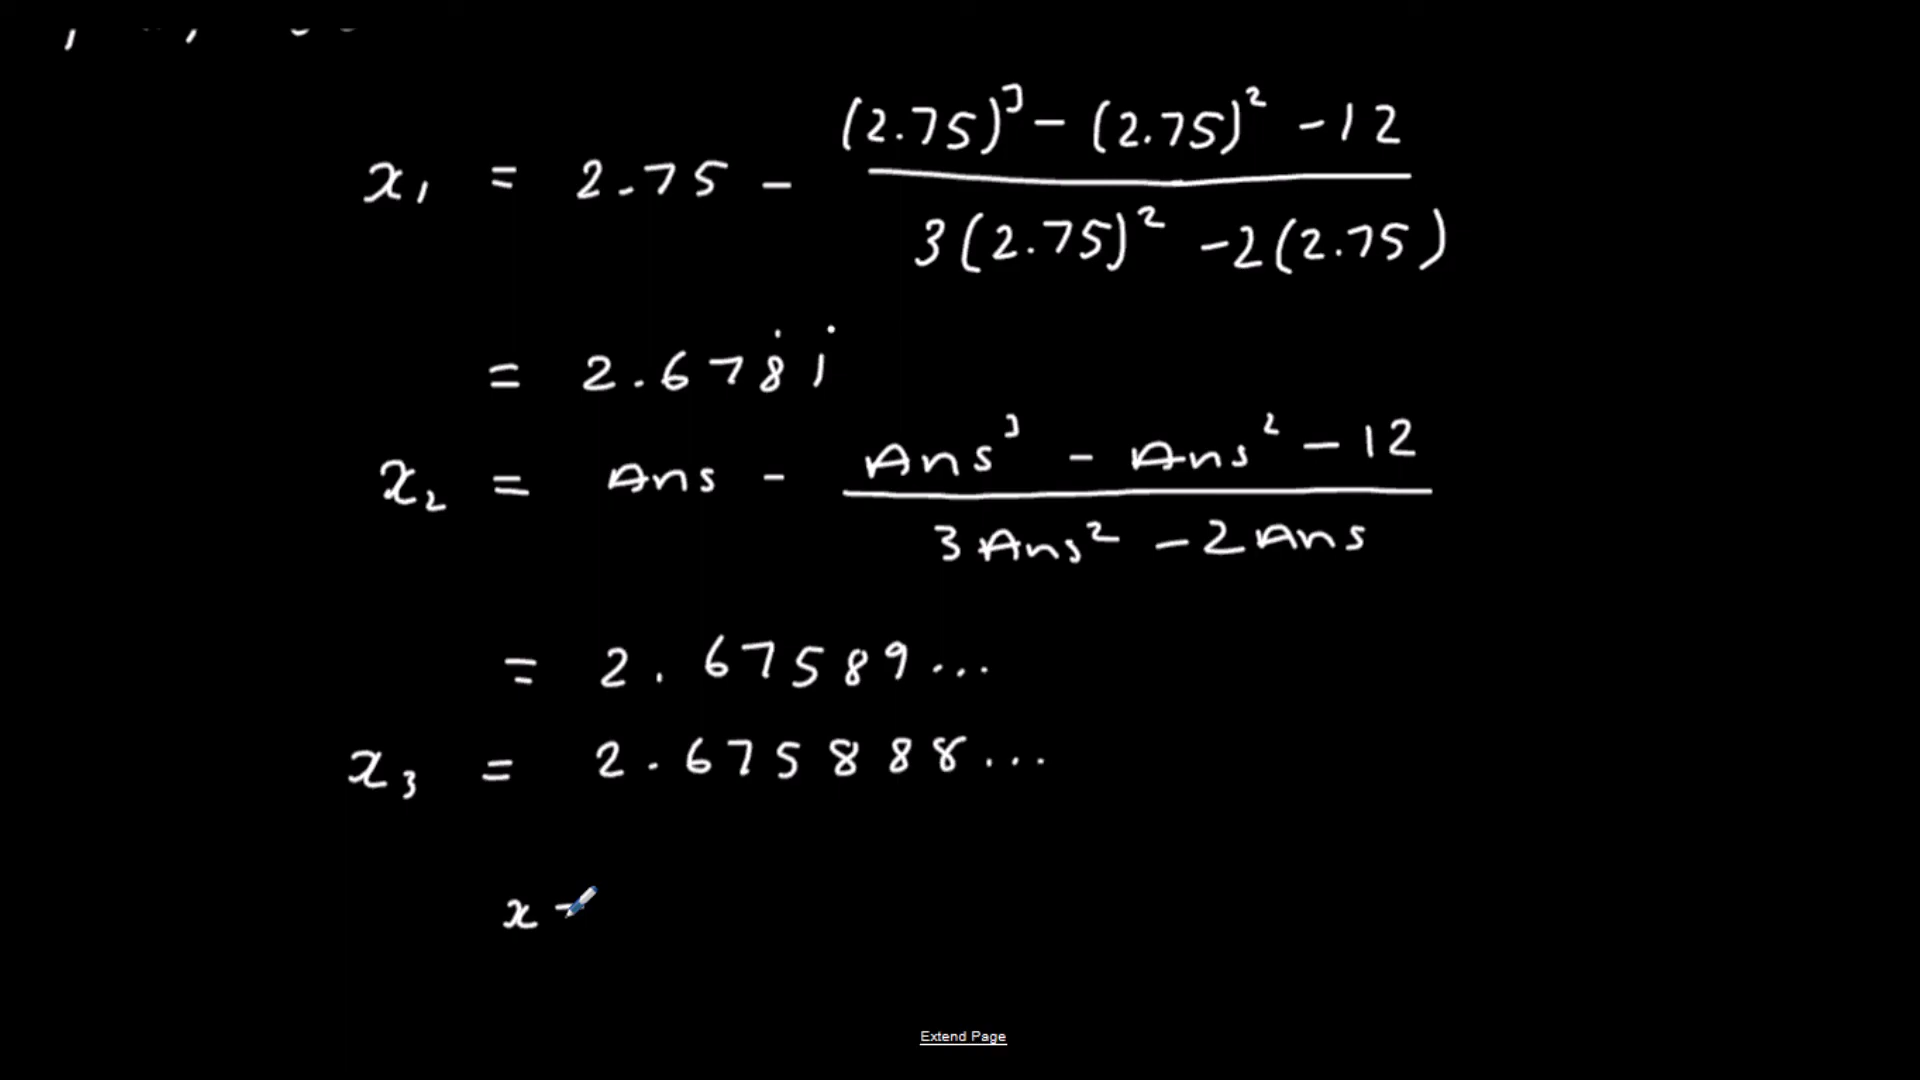 x₁ = 2.75 - ((2.75)³ - (2.75)² - 12) / (3(2.75)² - 2(2.75))
= 2.678̇1̇
x₂ = Ans - (Ans³ - Ans² - 12) / (3Ans² - 2Ans)
= 2.67589...
x₃ = 2.675888...
x
Extend Page